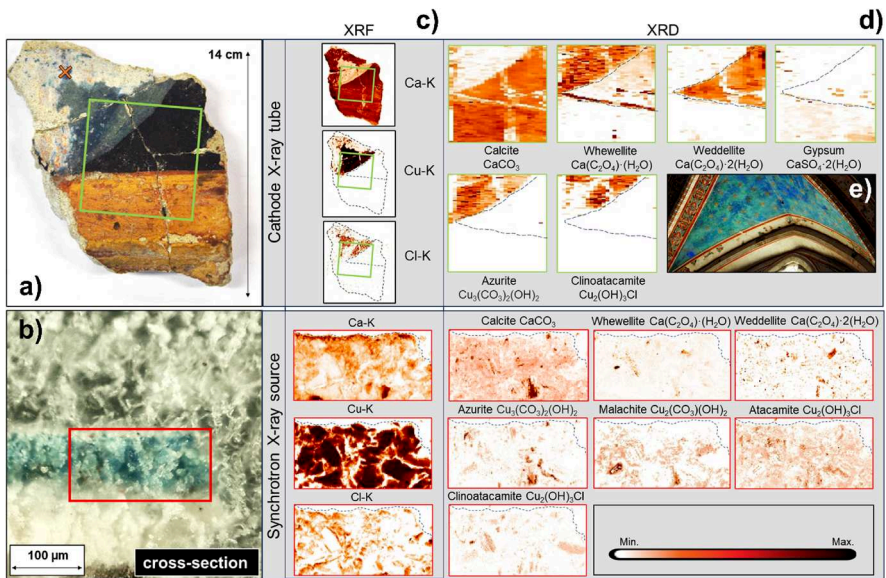 XRF
c)
XRD
d)
14 cm
Cathode X-ray tube
Ca-K
Cu-K
Cl-K
Calcite
CaCO3
Whewellite
Ca(C2O4)·(H2O)
Weddellite
Ca(C2O4)·2(H2O)
Gypsum
CaSO4·2(H2O)
e)
Azurite
Cu3(CO3)2(OH)2
Clinoatacamite
Cu2(OH)3Cl
a)
b)
Synchrotron X-ray source
Ca-K
Calcite CaCO3
Whewellite Ca(C2O4)·(H2O)
Weddellite Ca(C2O4)·2(H2O)
Cu-K
Azurite Cu3(CO3)2(OH)2
Malachite Cu2(CO3)(OH)2
Atacamite Cu2(OH)3Cl
Cl-K
Clinoatacamite Cu2(OH)3Cl
Min.
Max.
100 µm
cross-section